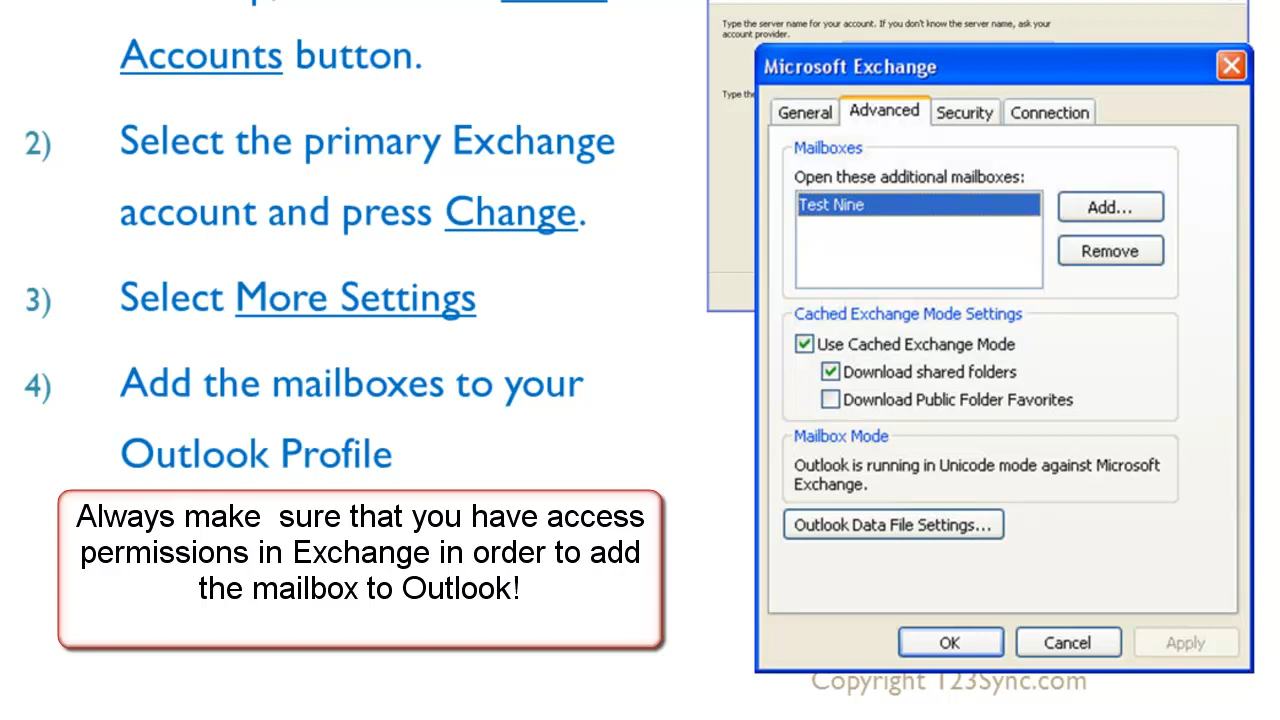 Accounts button.
2) Select the primary Exchange
account and press Change.
3) Select More Settings
4) Add the mailboxes to your
Outlook Profile
Always make  sure that you have access
permissions in Exchange in order to add
the mailbox to Outlook!
Type the server name for your account. If you don't know the server name, ask your
account provider.
Type the
Microsoft Exchange
General Advanced Security Connection
Mailboxes
Open these additional mailboxes:
Test Nine
Add...
Remove
Cached Exchange Mode Settings
Use Cached Exchange Mode
Download shared folders
Download Public Folder Favorites
Mailbox Mode
Outlook is running in Unicode mode against Microsoft
Exchange.
Outlook Data File Settings...
OK Cancel Apply
Copyright 123Sync.com